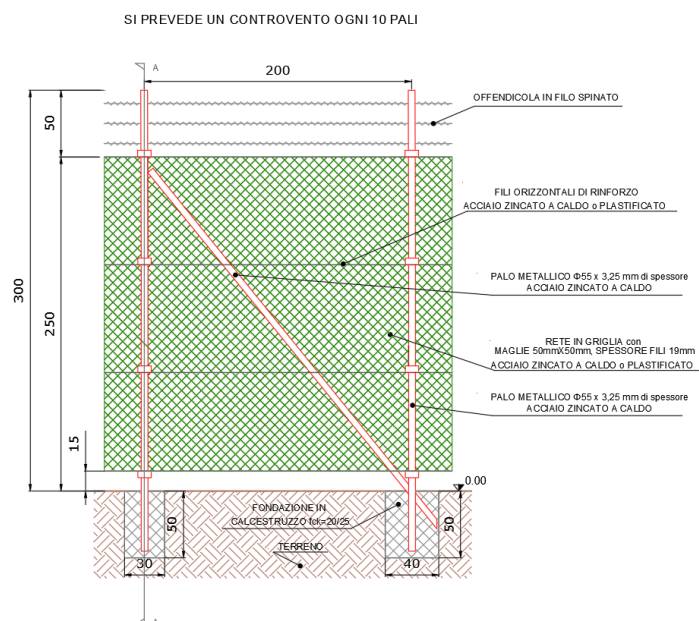 SI PREVEDE UN CONTROVENTO OGNI 10 PALI
A
200
OFFENDICOLA IN FILO SPINATO
50
FILI ORIZZONTALI DI RINFORZO
ACCIAIO ZINCATO A CALDO o PLASTIFICATO
PALO METALLICO Φ55 x 3,25 mm di spessore
ACCIAIO ZINCATO A CALDO
300
250
RETE IN GRIGLIA con
MAGLIE 50mmX50mm, SPESSORE FILI 19mm
ACCIAIO ZINCATO A CALDO o PLASTIFICATO
PALO METALLICO Φ55 x 3,25 mm di spessore
ACCIAIO ZINCATO A CALDO
15
0.00
FONDAZIONE IN
CALCESTRUZZO fck=20/25
50
50
TERRENO
30
40